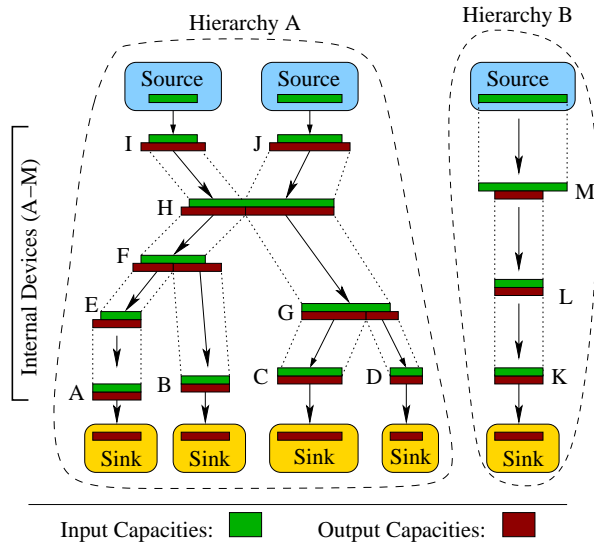 Hierarchy A
Hierarchy B
Source
Source
Source
Internal Devices (A–M)
I
J
M
H
F
E
G
L
A
B
C
D
K
Sink
Sink
Sink
Sink
Sink
Input Capacities:
Output Capacities: